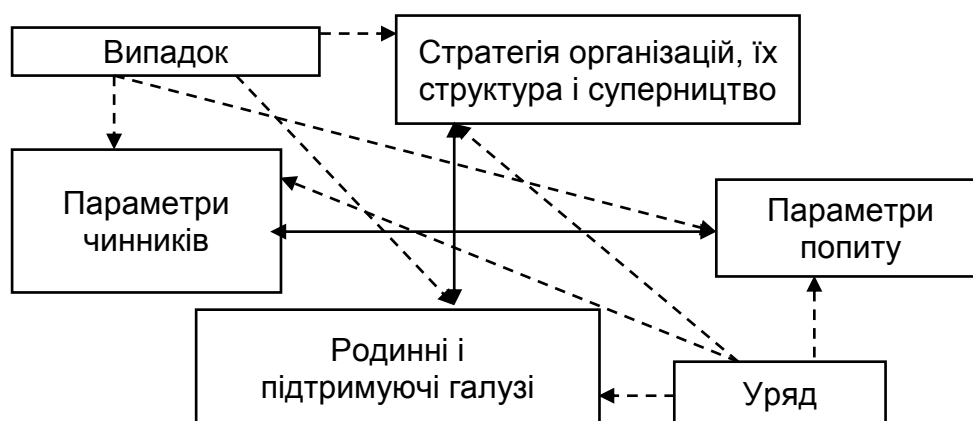 Випадок
Стратегія організацій, їх
структура і суперництво
Параметри
чинників
Параметри
попиту
Родинні і
підтримуючі галузі
Уряд